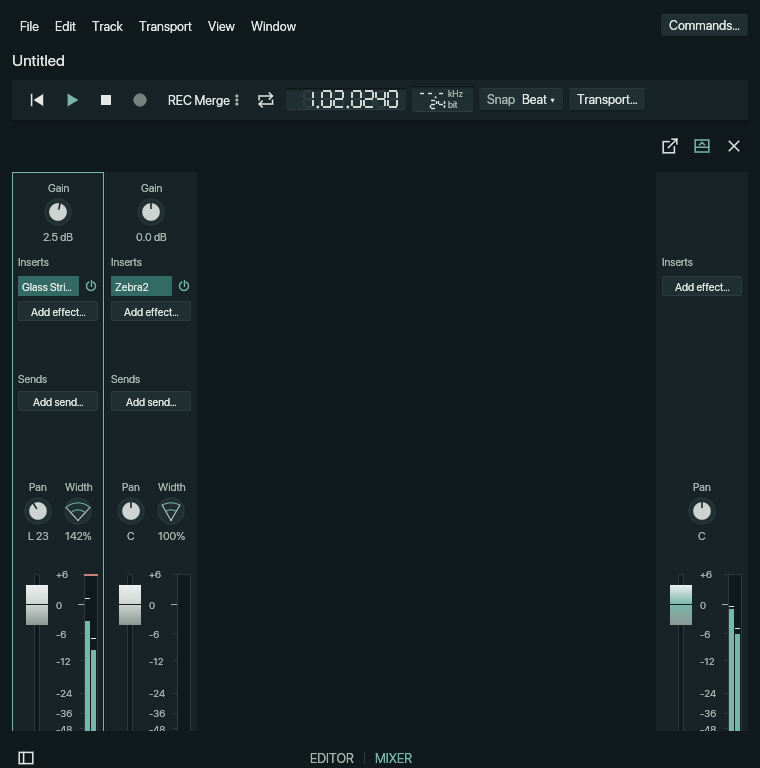 File Edit Track Transport View Window Commands...
Untitled
REC Merge 1.02.0240 --.- kHz
24 bit
Snap Beat Transport...
Gain Gain
2.5 dB 0.0 dB
Inserts Inserts Inserts
Glass Stri... Zebra2 Add effect...
Add effect... Add effect...
Sends Sends
Add send... Add send...
Pan Width Pan Width Pan
L 23 142% C 100% C
+6 +6 +6
0 0 0
-6 -6 -6
-12 -12 -12
-24 -24 -24
-36 -36 -36
-48 -48 -48
EDITOR MIXER